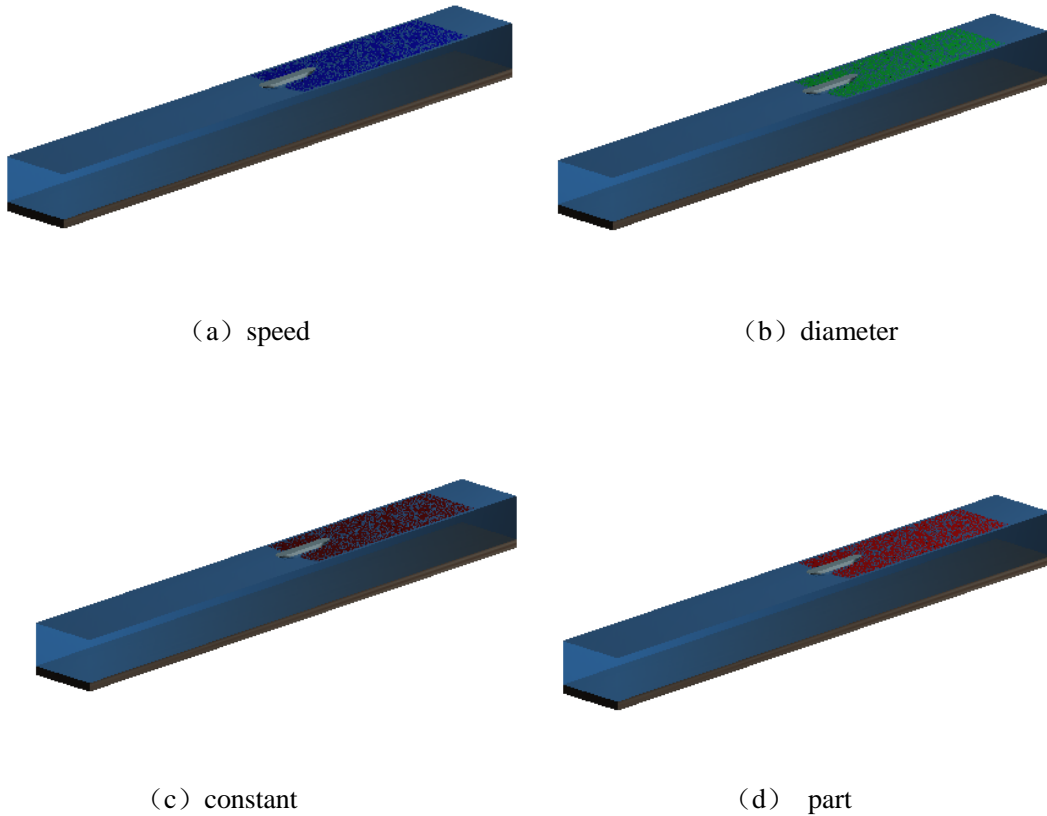 （a）speed
（b）diameter
（c）constant
（d） part